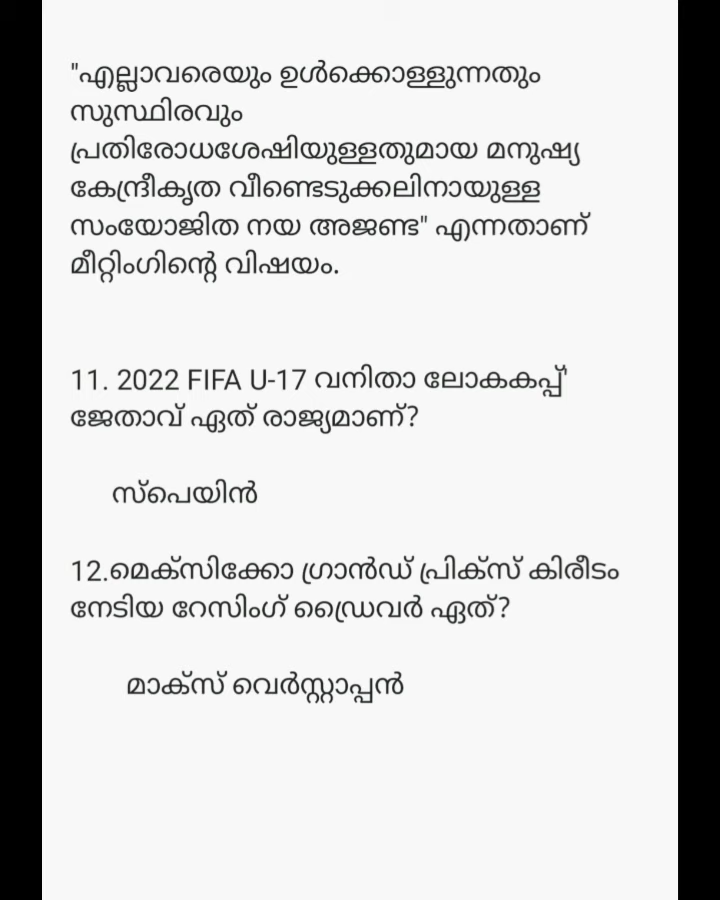 "എല്ലാവരെയും ഉൾക്കൊള്ളുന്നതും
സുസ്ഥിരവും
പ്രതിരോധശേഷിയുള്ളതുമായ മനുഷ്യ
കേന്ദ്രീകൃത വീണ്ടെടുക്കലിനായുള്ള
സംയോജിത നയ അജണ്ട" എന്നതാണ്
മീറ്റിംഗിന്റെ വിഷയം.
11. 2022 FIFA U-17 വനിതാ ലോകകപ്പ്'
ജേതാവ് ഏത് രാജ്യമാണ്?
സ്പെയിൻ
12.മെക്സിക്കോ ഗ്രാൻഡ് പ്രിക്സ് കിരീടം
നേടിയ റേസിംഗ് ഡ്രൈവർ ഏത്?
മാക്സ് വെർസ്റ്റാപ്പൻ